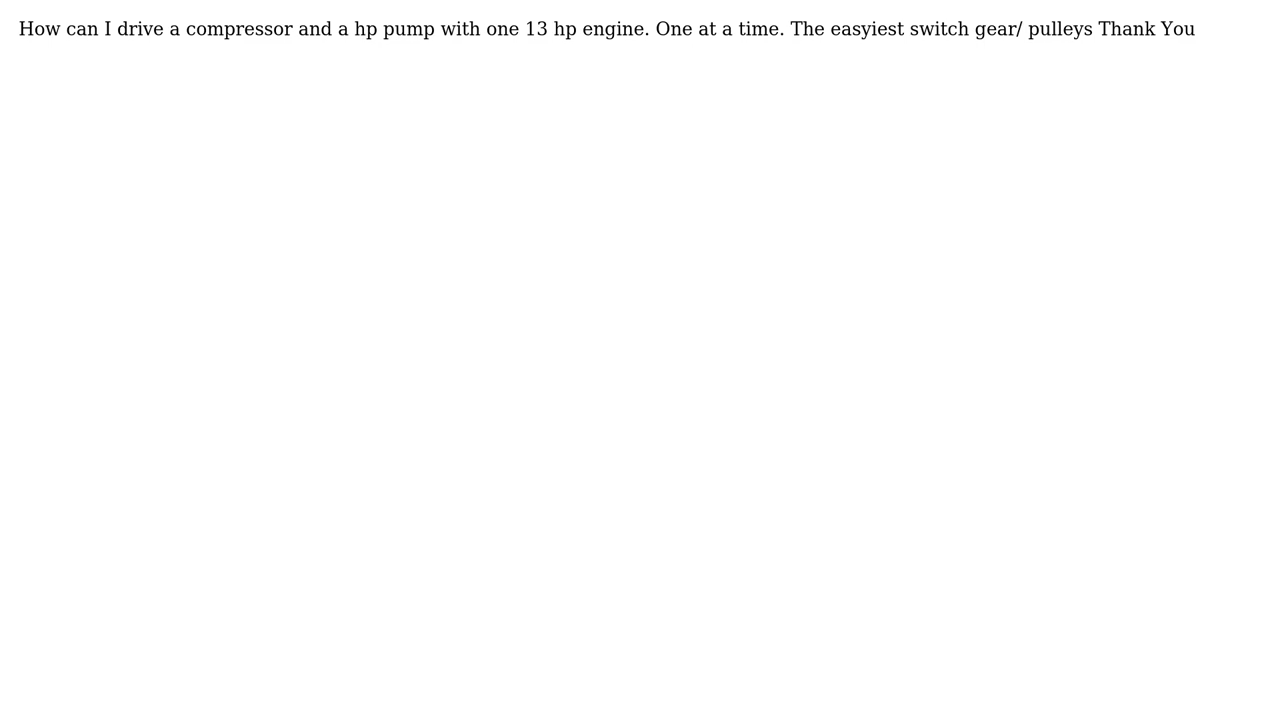 How can I drive a compressor and a hp pump with one 13 hp engine. One at a time. The easyiest switch gear/ pulleys Thank You